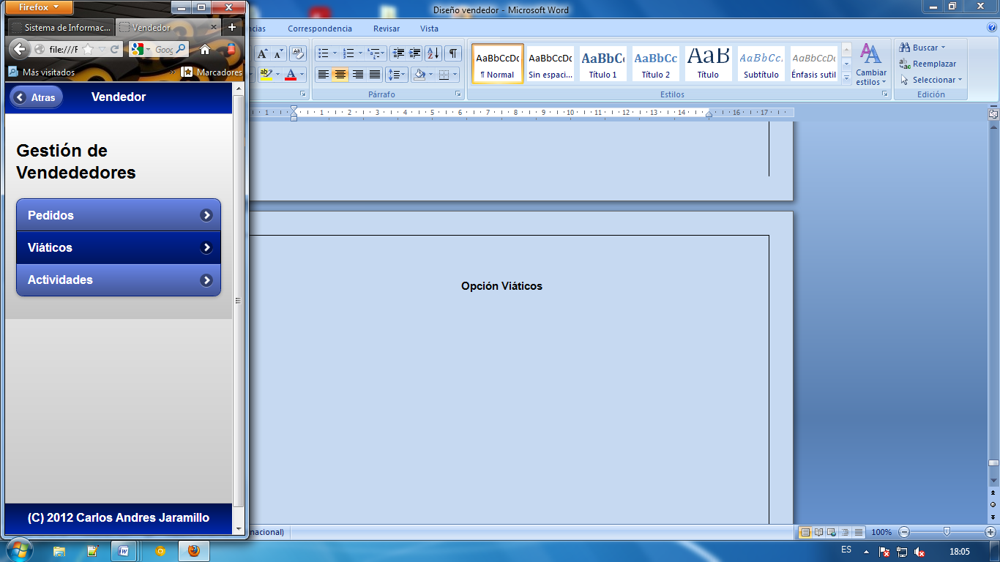 Firefox
Sistema de Informac...
Vendedor
file:///F
Goog
Más visitados
»
Marcadores
Atras
Vendedor
Gestión de
Vendededores
Pedidos
Viáticos
Actividades
(C) 2012 Carlos Andres Jaramillo
Diseño vendedor - Microsoft Word
Correspondencia
Revisar
Vista
Párrafo
AaBbCcDc
¶ Normal
AaBbCcDc
Sin espaci...
AaBbCc
Título 1
AaBbCc
Título 2
AaB
Título
AaBbCc.
Subtítulo
AaBbCcDc
Énfasis sutil
Cambiar
estilos
Estilos
Buscar
Reemplazar
Seleccionar
Edición
1 1 2 3 4 5 6 7 8 9 10 11 12 13 14 16 17
Opción Viáticos
100%
ES
18:05